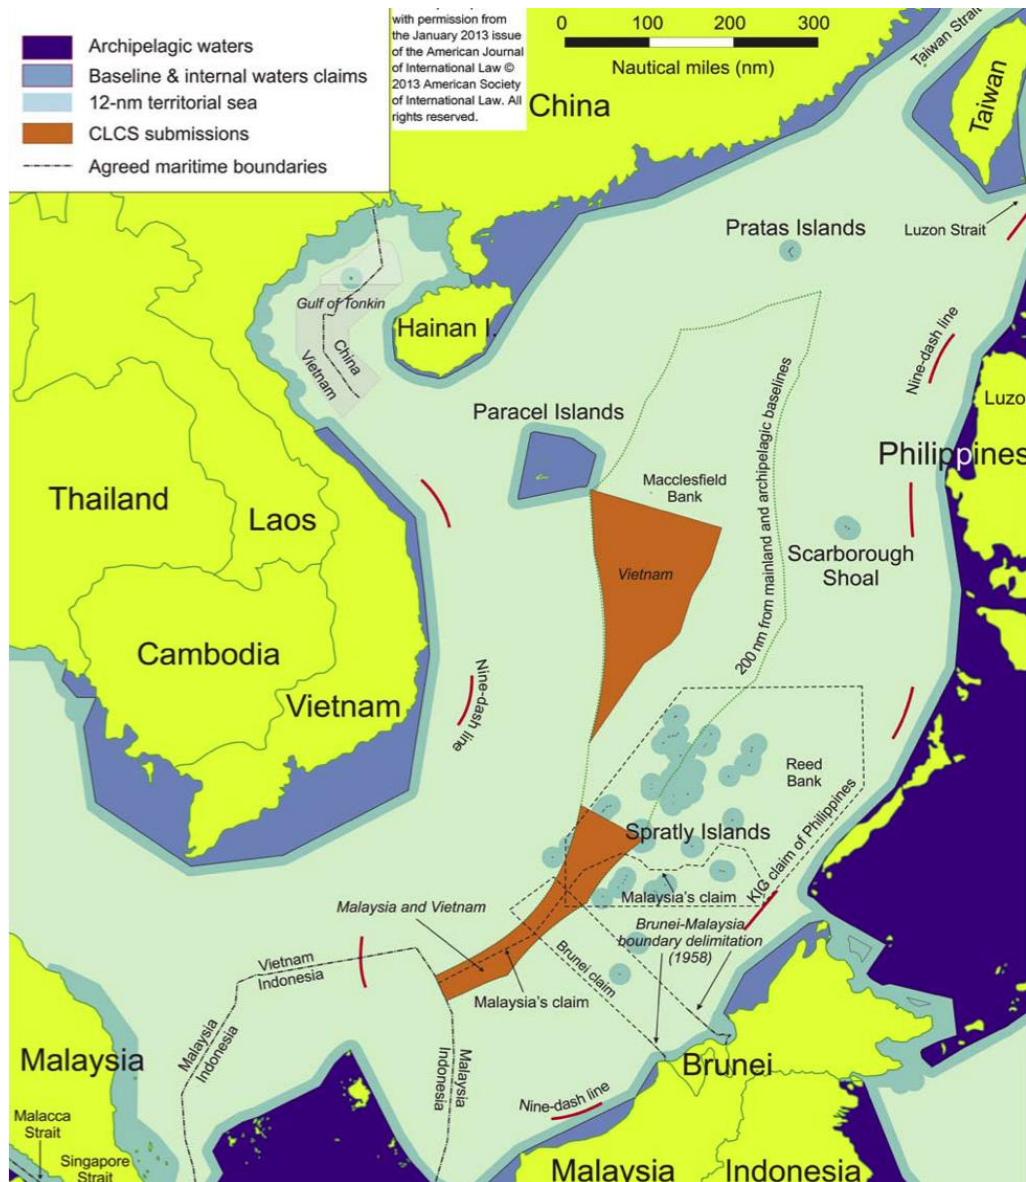 Archipelagic waters
Baseline & internal waters claims
12-nm territorial sea
CLCS submissions
Agreed maritime boundaries
with permission from
the January 2013 issue
of the American Journal
of International Law ©
2013 American Society
of International Law. All
rights reserved.
0 100 200 300
Nautical miles (nm)
China
Taiwan Strait
Taiwan
Luzon Strait
Pratas Islands
Gulf of Tonkin
Hainan I.
China
Vietnam
Nine-dash line
Luzo
Paracel Islands
Philippines
Macclesfield
Bank
Thailand
Laos
Scarborough
Shoal
Vietnam
200 nm from mainland and archipelagic baselines
Cambodia
Vietnam
Nine-dash line
Reed
Bank
Spratly Islands
KIG claim of Philippines
Malaysia's claim
Malaysia and Vietnam
Brunei-Malaysia
boundary delimitation
(1958)
Brunei claim
Vietnam
Indonesia
Malaysia's claim
Malaysia
Indonesia
Malaysia
Indonesia
Malaysia
Brunei
Nine-dash line
Malacca
Strait
Singapore
Strait
Malaysia
Indonesia